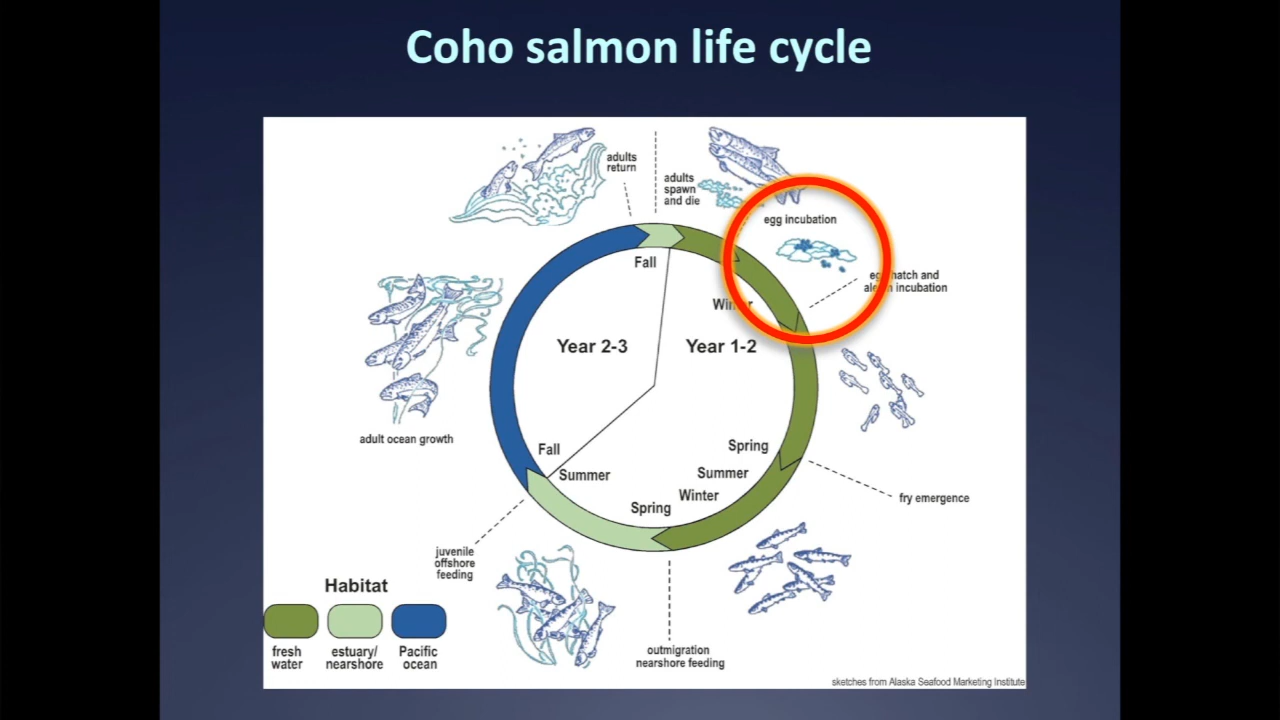 Coho salmon life cycle
adults
return
adults
spawn
and die
egg incubation
egg hatch and
alevin incubation
Fall
Winter
Year 2-3
Year 1-2
adult ocean growth
Fall
Spring
Summer
Summer
Winter
Spring
fry emergence
juvenile
offshore
feeding
Habitat
fresh
water
estuary/
nearshore
Pacific
ocean
outmigration
nearshore feeding
sketches from Alaska Seafood Marketing Institute